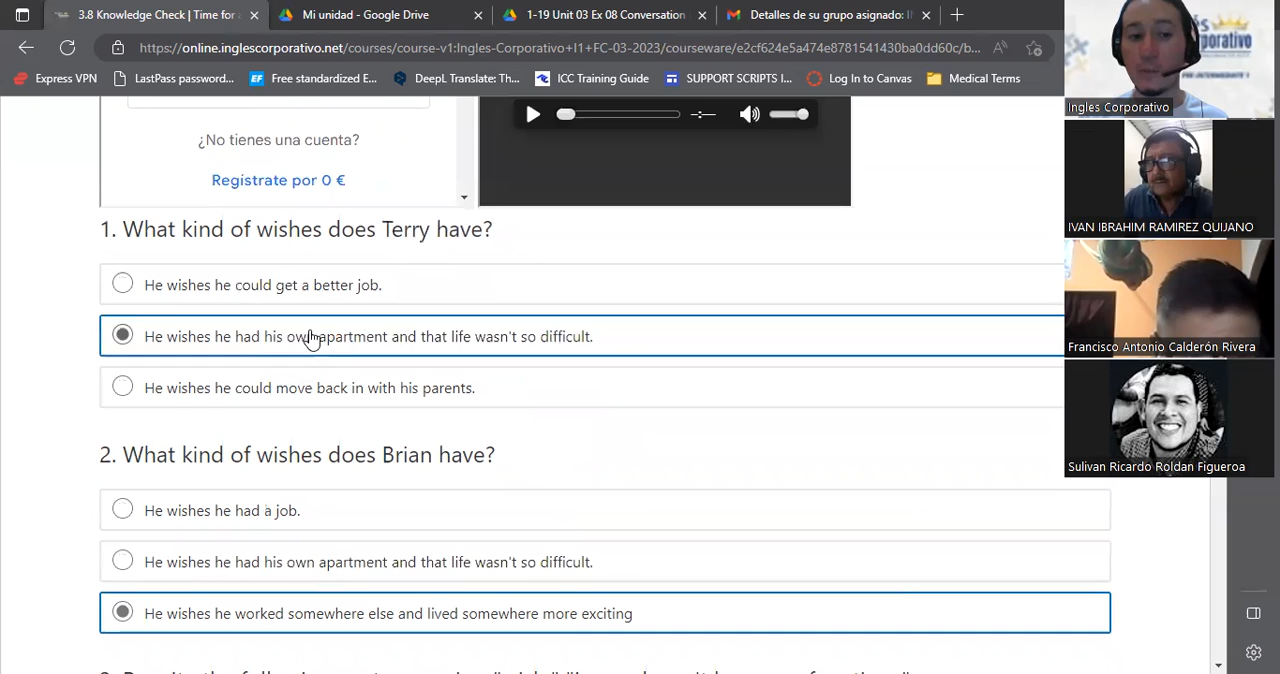 3.8 Knowledge Check | Time for
Mi unidad - Google Drive
1-19 Unit 03 Ex 08 Conversation
Detalles de su grupo asignado: I
https://online.inglescorporativo.net/courses/course-v1:Ingles-Corporativo+I1+FC-03-2023/courseware/e2cf624e5a474e8781541430ba0dd60c/b...
Express VPN
LastPass password...
EF
Free standardized E...
DeepL Translate: Th...
ICC Training Guide
SUPPORT SCRIPTS I...
Log In to Canvas
Medical Terms
¿No tienes una cuenta?
Registrate por 0 €
1. What kind of wishes does Terry have?
He wishes he could get a better job.
He wishes he had his own apartment and that life wasn't so difficult.
He wishes he could move back in with his parents.
2. What kind of wishes does Brian have?
He wishes he had a job.
He wishes he had his own apartment and that life wasn't so difficult.
He wishes he worked somewhere else and lived somewhere more exciting
PRE-INTERMEDIATE 1
Ingles Corporativo
IVAN IBRAHIM RAMIREZ QUIJANO
Francisco Antonio Calderón Rivera
Sulivan Ricardo Roldan Figueroa